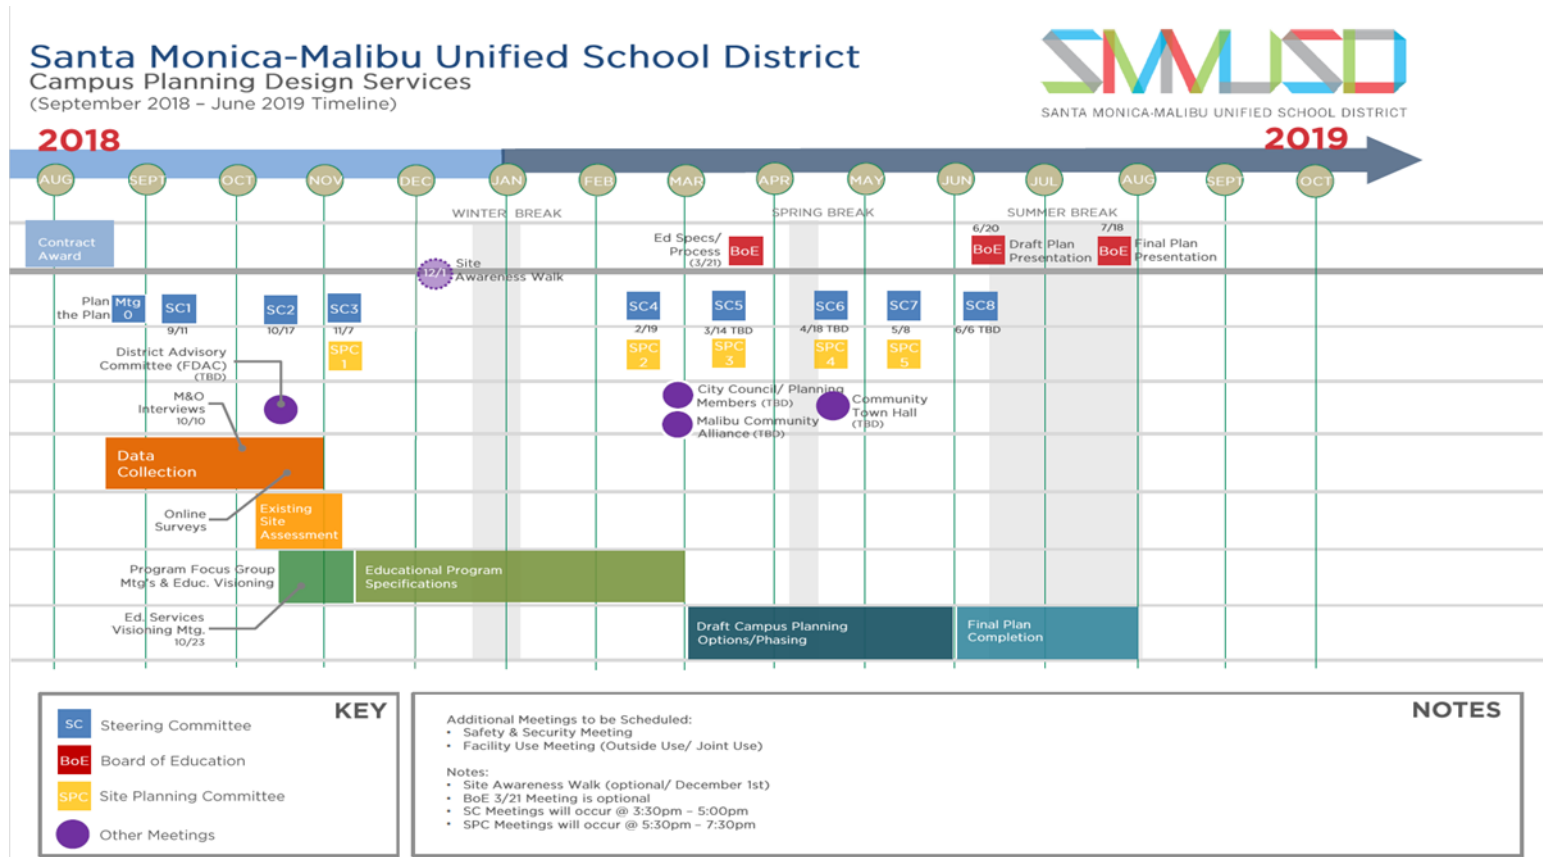 Santa Monica-Malibu Unified School District
Campus Planning Design Services
(September 2018 – June 2019 Timeline)
SMMUSD
SANTA MONICA-MALIBU UNIFIED SCHOOL DISTRICT
2018
2019
AUG
SEPT
OCT
NOV
DEC
JAN
FEB
MAR
APR
MAY
JUN
JUL
AUG
SEPT
OCT
WINTER BREAK
SPRING BREAK
SUMMER BREAK
Contract
Award
Ed Specs/
Process
(3/21)
BoE
6/20
BoE
Draft Plan
Presentation
7/18
BoE
Final Plan
Presentation
12/1
Site
Awareness Walk
Plan
the Plan
Mtg
0
SC1
9/11
SC2
10/17
SC3
11/7
SC4
2/19
SC5
3/14 TBD
SC6
4/18 TBD
SC7
5/8
SC8
6/6 TBD
SPC
1
SPC
2
SPC
3
SPC
4
SPC
5
District Advisory
Committee (FDAC)
(TBD)
M&O
Interviews
10/10
City Council/ Planning
Members (TBD)
Malibu Community
Alliance (TBD)
Community
Town Hall
(TBD)
Data
Collection
Online
Surveys
Existing
Site
Assessment
Program Focus Group
Mtg's & Educ. Visioning
Educational Program
Specifications
Ed. Services
Visioning Mtg.
10/23
Draft Campus Planning
Options/Phasing
Final Plan
Completion
KEY
SC Steering Committee
BoE Board of Education
SPC Site Planning Committee
Other Meetings
NOTES
Additional Meetings to be Scheduled:
• Safety & Security Meeting
• Facility Use Meeting (Outside Use/ Joint Use)
Notes:
• Site Awareness Walk (optional/ December 1st)
• BoE 3/21 Meeting is optional
• SC Meetings will occur @ 3:30pm – 5:00pm
• SPC Meetings will occur @ 5:30pm – 7:30pm